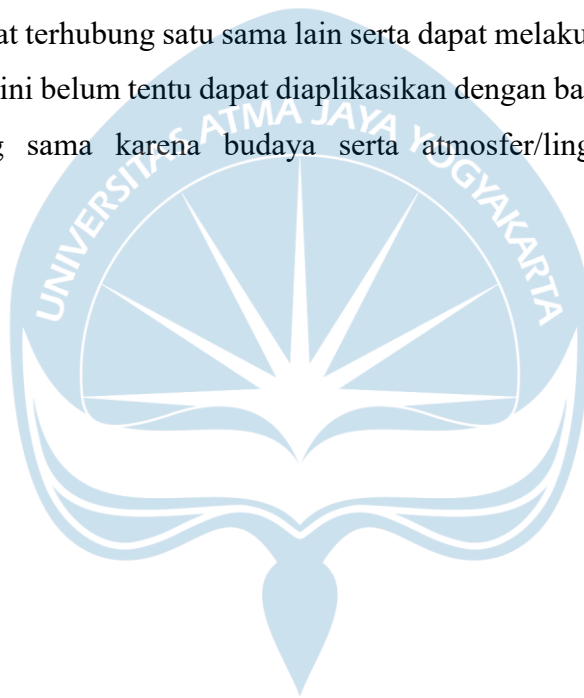 at terhubung satu sama lain serta dapat melaku
ini belum tentu dapat diaplikasikan dengan ba
g sama karena budaya serta atmosfer/ling
UNIVERSITAS ATMA JAYA YOGYAKARTA